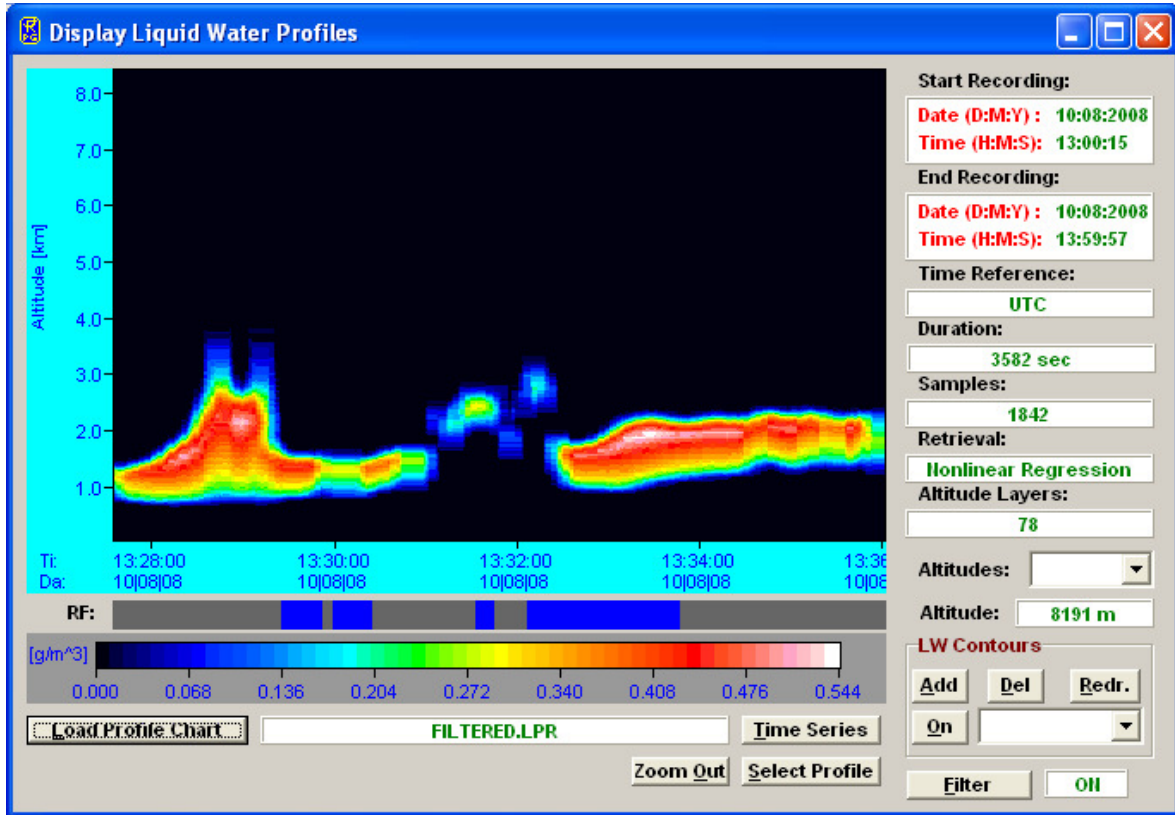 Display Liquid Water Profiles
8.0
7.0
6.0
5.0
4.0
3.0
2.0
1.0
Altitude [km]
Ti: 13:28:00 13:30:00 13:32:00 13:34:00 13:36
Da: 10|08|08 10|08|08 10|08|08 10|08|08 10|08
RF:
[g/m^3]
0.000 0.068 0.136 0.204 0.272 0.340 0.408 0.476 0.544
Load Profile Chart FILTERED.LPR Time Series
Zoom Out Select Profile
Start Recording:
Date (D:M:Y) : 10:08:2008
Time (H:M:S): 13:00:15
End Recording:
Date (D:M:Y) : 10:08:2008
Time (H:M:S): 13:59:57
Time Reference:
UTC
Duration:
3582 sec
Samples:
1842
Retrieval:
Nonlinear Regression
Altitude Layers:
78
Altitudes:
Altitude: 8191 m
LW Contours
Add Del Redr.
On
Filter ON